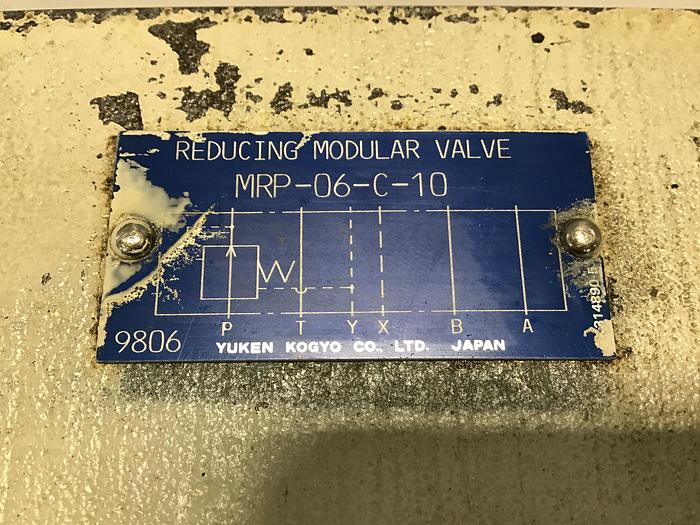 REDUCING MODULAR VALVE
MRP-06-C-10
P T Y X B A
9806
YUKEN KOGYO CO., LTD. JAPAN